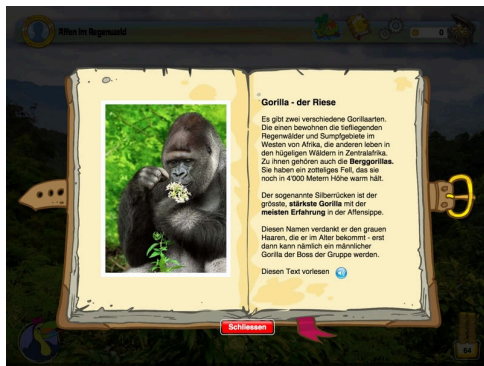 Affen im Regenwald
0
Gorilla - der Riese
Es gibt zwei verschiedene Gorillaarten.
Die einen bewohnen die tiefliegenden
Regenwälder und Sumpfgebiete im
Westen von Afrika, die anderen leben in
den hügeligen Wäldern in Zentralafrika.
Zu ihnen gehören auch die Berggorillas.
Sie haben ein zotteliges Fell, das sie
noch in 4'000 Metern Höhe warm hält.
Der sogenannte Silberrücken ist der
grösste, stärkste Gorilla mit der
meisten Erfahrung in der Affensippe.
Diesen Namen verdankt er den grauen
Haaren, die er im Alter bekommt - erst
dann kann nämlich ein männlicher
Gorilla der Boss der Gruppe werden.
Diesen Text vorlesen
Schliessen
64